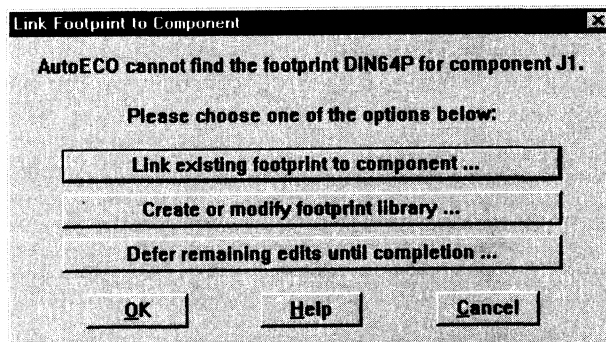 Link Footprint to Component
AutoECO cannot find the footprint DIN64P for component J1.
Please choose one of the options below:
Link existing footprint to component ...
Create or modify footprint library ...
Defer remaining edits until completion ...
OK Help Cancel